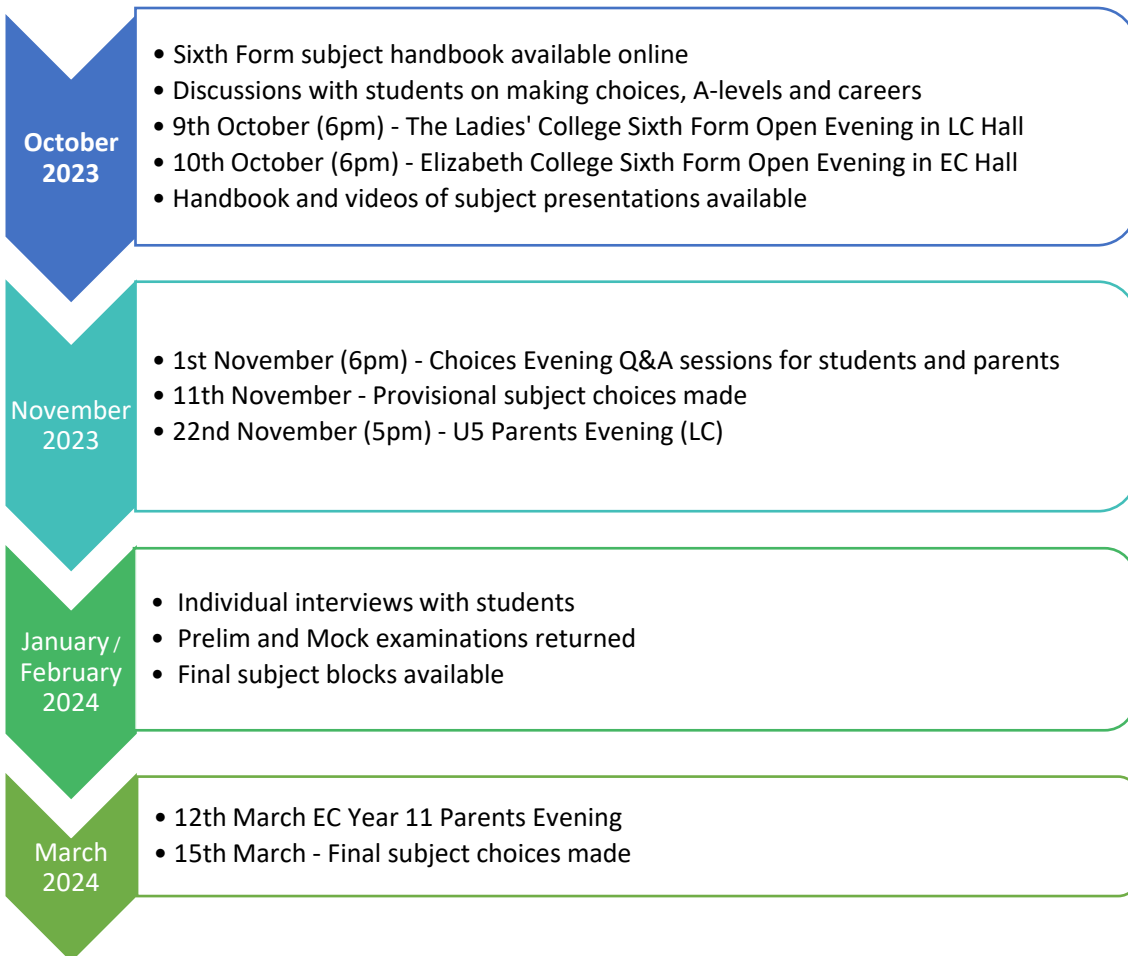 October
2023
• Sixth Form subject handbook available online
• Discussions with students on making choices, A-levels and careers
• 9th October (6pm) - The Ladies' College Sixth Form Open Evening in LC Hall
• 10th October (6pm) - Elizabeth College Sixth Form Open Evening in EC Hall
• Handbook and videos of subject presentations available
November
2023
• 1st November (6pm) - Choices Evening Q&A sessions for students and parents
• 11th November - Provisional subject choices made
• 22nd November (5pm) - U5 Parents Evening (LC)
January /
February
2024
• Individual interviews with students
• Prelim and Mock examinations returned
• Final subject blocks available
March
2024
• 12th March EC Year 11 Parents Evening
• 15th March - Final subject choices made